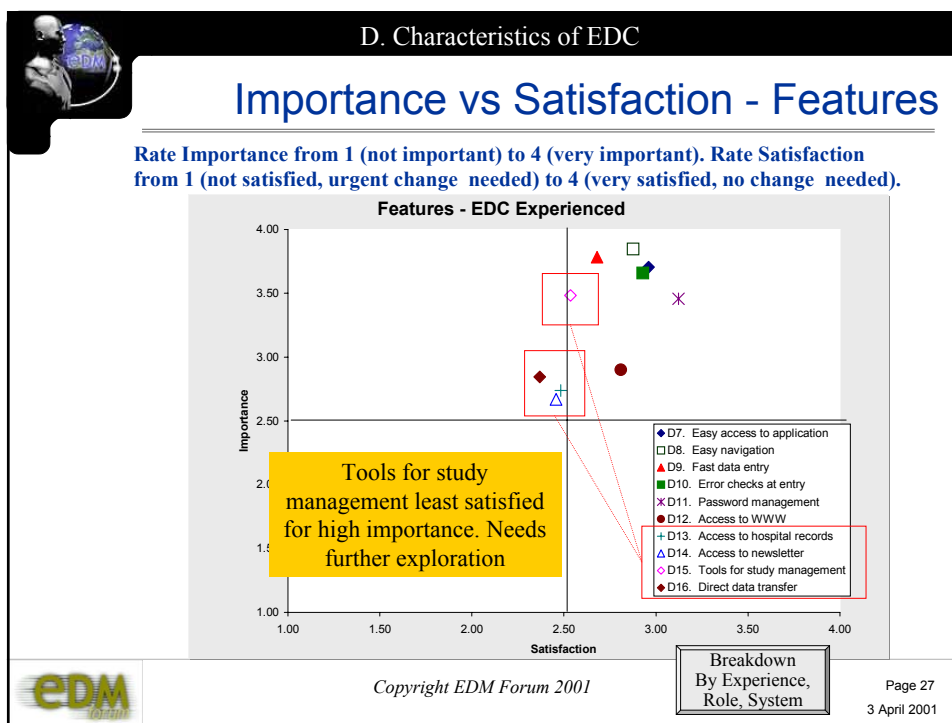 D. Characteristics of EDC
eDM
Importance vs Satisfaction - Features
Rate Importance from 1 (not important) to 4 (very important). Rate Satisfaction
from 1 (not satisfied, urgent change  needed) to 4 (very satisfied, no change  needed).
Features - EDC Experienced
4.00
3.50
3.00
2.50
2.0
1.5
1.00
Importance
1.00 1.50 2.00 2.50 3.00 3.50 4.00
Satisfaction
Tools for study
management least satisfied
for high importance. Needs
further exploration
D7. Easy access to application
D8. Easy navigation
D9. Fast data entry
D10. Error checks at entry
D11. Password management
D12. Access to WWW
D13. Access to hospital records
D14. Access to newsletter
D15. Tools for study management
D16. Direct data transfer
eDM
forum
Copyright EDM Forum 2001
Breakdown
By Experience,
Role, System
Page 27
3 April 2001